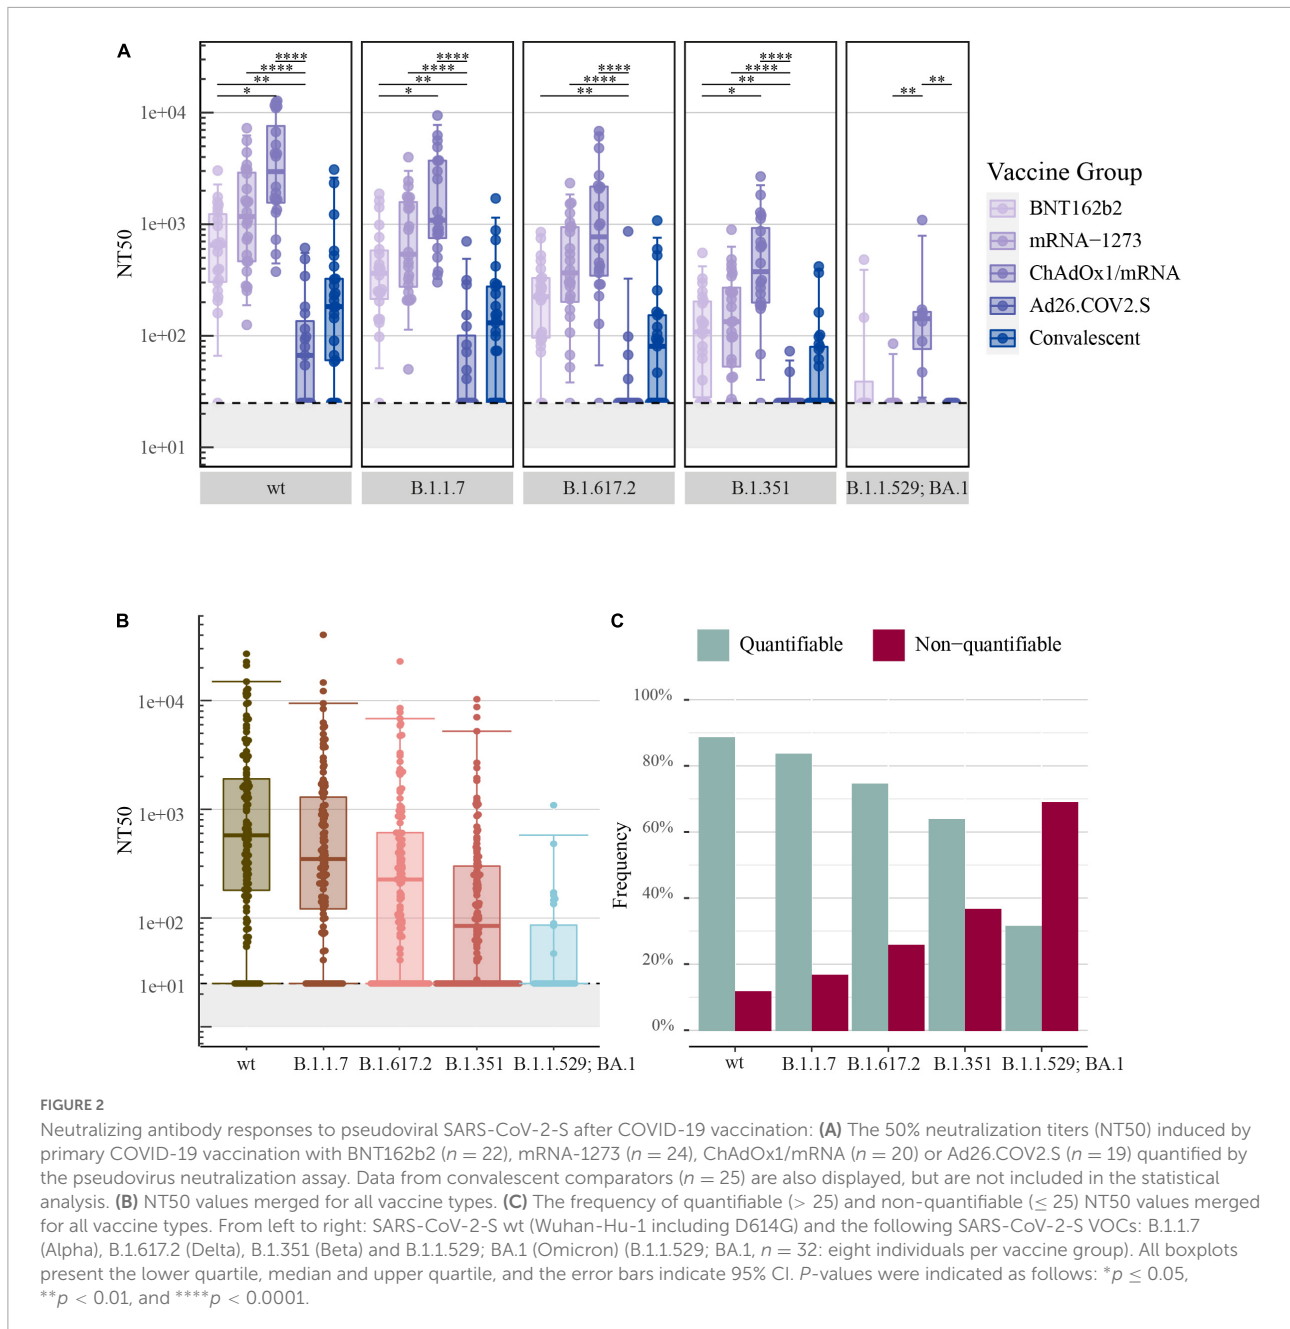 A
****
****
**
*
****
****
**
*
****
****
**
****
****
**
*
**
**
1e+04
1e+03
1e+02
1e+01
NT50
wt
B.1.1.7
B.1.617.2
B.1.351
B.1.1.529; BA.1
Vaccine Group
BNT162b2
mRNA−1273
ChAdOx1/mRNA
Ad26.COV2.S
Convalescent
B
1e+04
1e+03
1e+02
1e+01
NT50
wt
B.1.1.7
B.1.617.2
B.1.351
B.1.1.529; BA.1
C
Quantifiable
Non−quantifiable
100%
80%
60%
40%
20%
0%
Frequency
wt
B.1.1.7
B.1.617.2
B.1.351
B.1.1.529; BA.1
FIGURE 2
Neutralizing antibody responses to pseudoviral SARS-CoV-2-S after COVID-19 vaccination: (A) The 50% neutralization titers (NT50) induced by
primary COVID-19 vaccination with BNT162b2 (n = 22), mRNA-1273 (n = 24), ChAdOx1/mRNA (n = 20) or Ad26.COV2.S (n = 19) quantified by
the pseudovirus neutralization assay. Data from convalescent comparators (n = 25) are also displayed, but are not included in the statistical
analysis. (B) NT50 values merged for all vaccine types. (C) The frequency of quantifiable (> 25) and non-quantifiable (≤ 25) NT50 values merged
for all vaccine types. From left to right: SARS-CoV-2-S wt (Wuhan-Hu-1 including D614G) and the following SARS-CoV-2-S VOCs: B.1.1.7
(Alpha), B.1.617.2 (Delta), B.1.351 (Beta) and B.1.1.529; BA.1 (Omicron) (B.1.1.529; BA.1, n = 32: eight individuals per vaccine group). All boxplots
present the lower quartile, median and upper quartile, and the error bars indicate 95% CI. P-values were indicated as follows: *p ≤ 0.05,
**p < 0.01, and ****p < 0.0001.